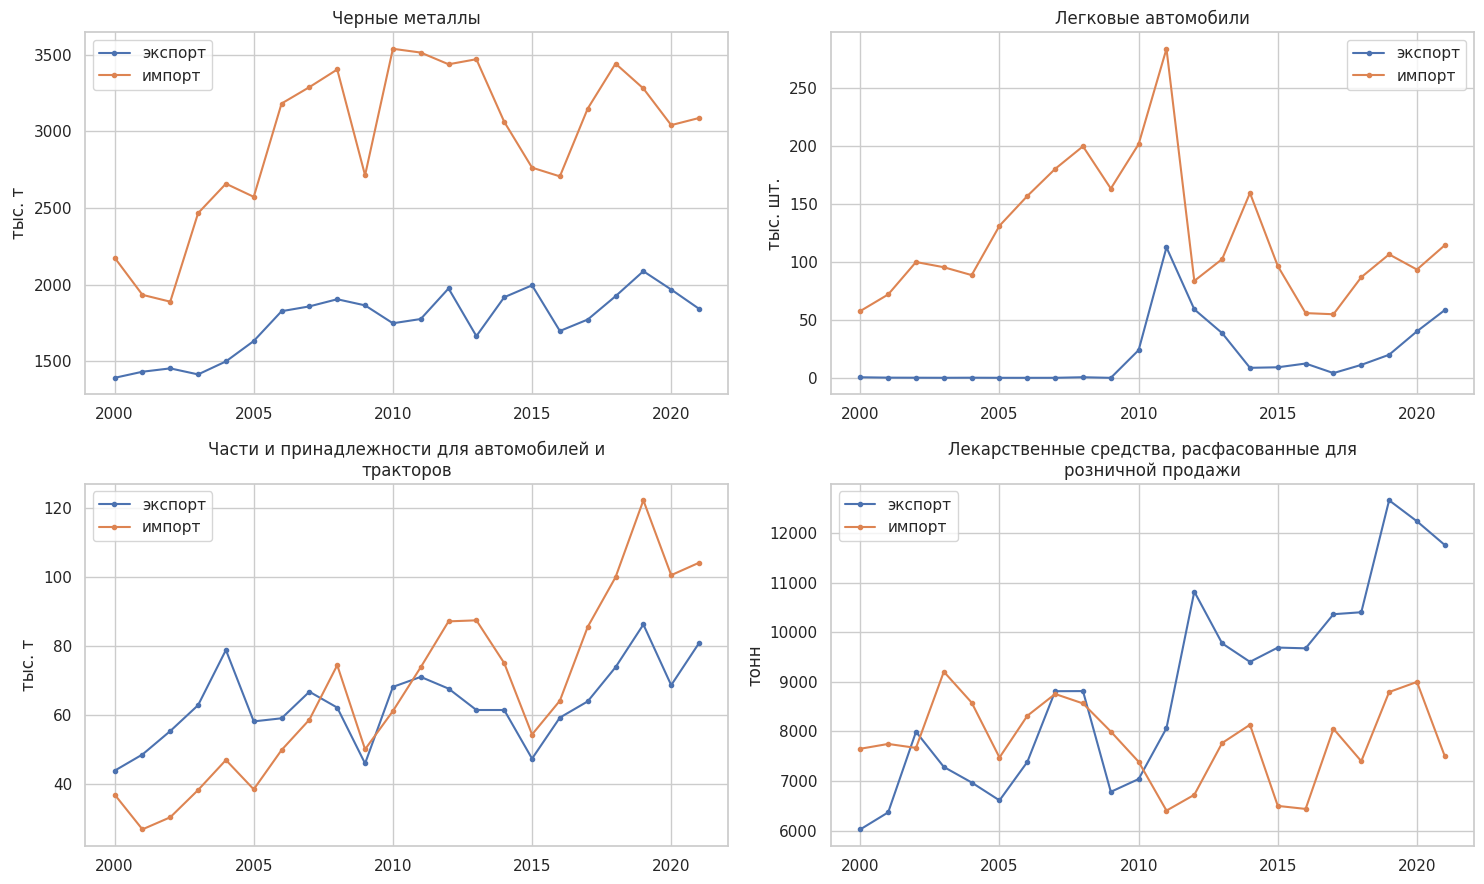 Черные металлы
экспорт
импорт
тыс. т
3500
3000
2500
2000
1500
2000
2005
2010
2015
2020
Легковые автомобили
экспорт
импорт
тыс. шт.
250
200
150
100
50
0
2000
2005
2010
2015
2020
Части и принадлежности для автомобилей и
тракторов
экспорт
импорт
тыс. т
120
100
80
60
40
2000
2005
2010
2015
2020
Лекарственные средства, расфасованные для
розничной продажи
экспорт
импорт
тонн
12000
11000
10000
9000
8000
7000
6000
2000
2005
2010
2015
2020